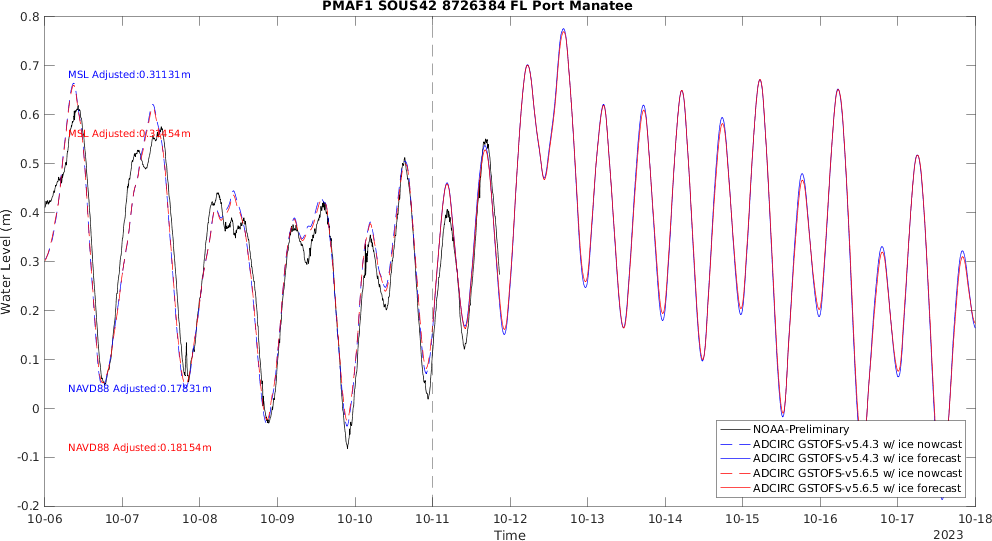 PMAF1 SOUS42 8726384 FL Port Manatee
0.8
0.7
0.6
0.5
0.4
0.3
0.2
0.1
0
-0.1
-0.2
Water Level (m)
MSL Adjusted:0.31131m
MSL Adjusted:0.31454m
NAVD88 Adjusted:0.17831m
NAVD88 Adjusted:0.18154m
NOAA-Preliminary
ADCIRC GSTOFS-v5.4.3 w/ ice nowcast
ADCIRC GSTOFS-v5.4.3 w/ ice forecast
ADCIRC GSTOFS-v5.6.5 w/ ice nowcast
ADCIRC GSTOFS-v5.6.5 w/ ice forecast
10-06 10-07 10-08 10-09 10-10 10-11 10-12 10-13 10-14 10-15 10-16 10-17 10-18
Time
2023